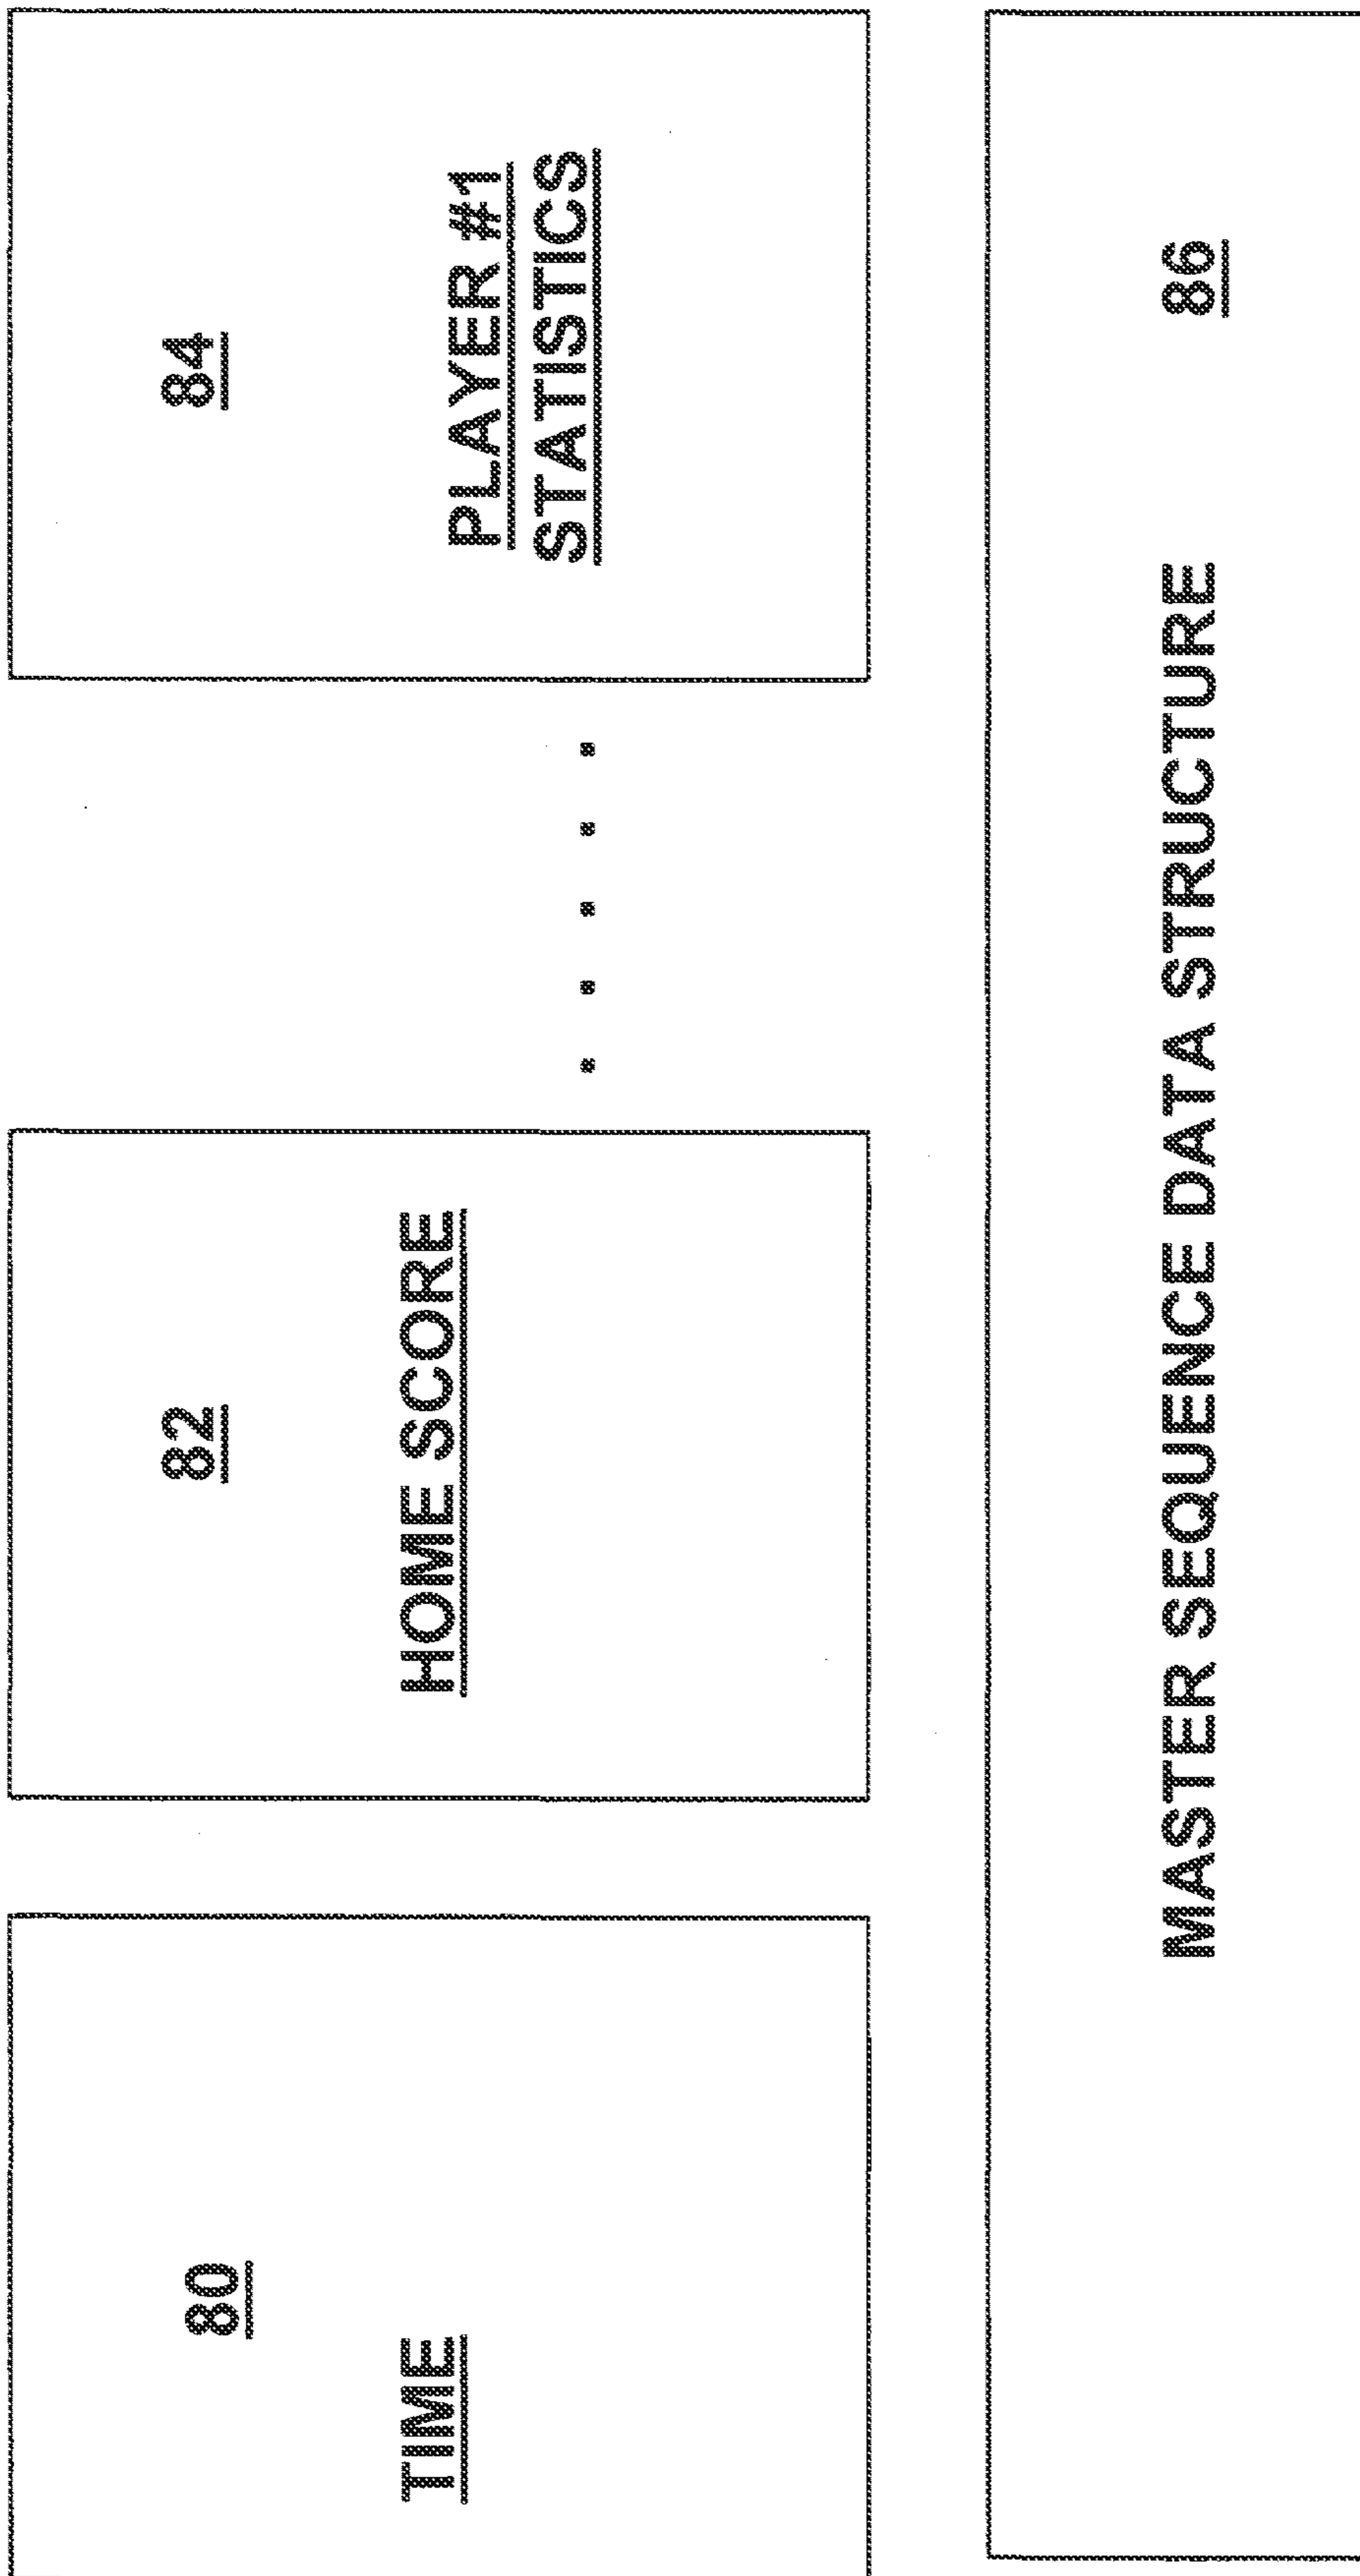 80
TIME
82
HOME SCORE
84
PLAYER #1
STATISTICS
MASTER SEQUENCE DATA STRUCTURE 86